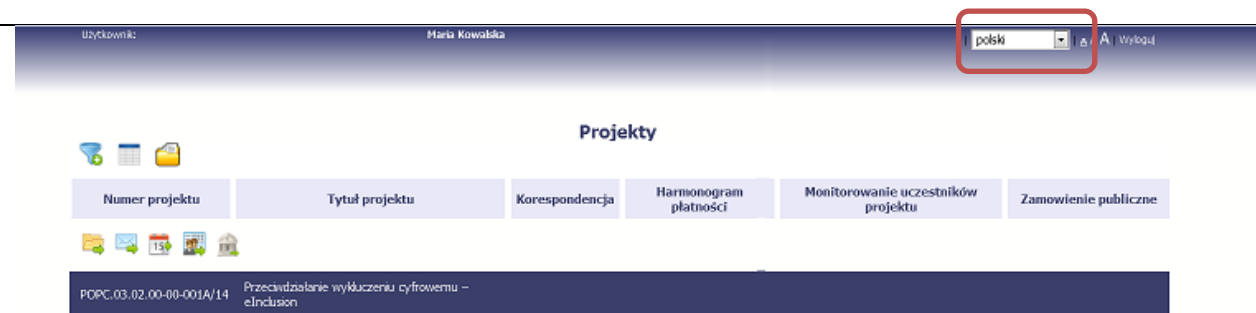 Użytkownik: Maria Kowalska | polski | A A | Wyloguj
Projekty
Numer projektu Tytuł projektu Korespondencja Harmonogram płatności Monitorowanie uczestników projektu Zamowienie publiczne
POPC.03.02.00-00-001A/14 Przeciwdziałanie wykluczeniu cyfrowemu –
eInclusion